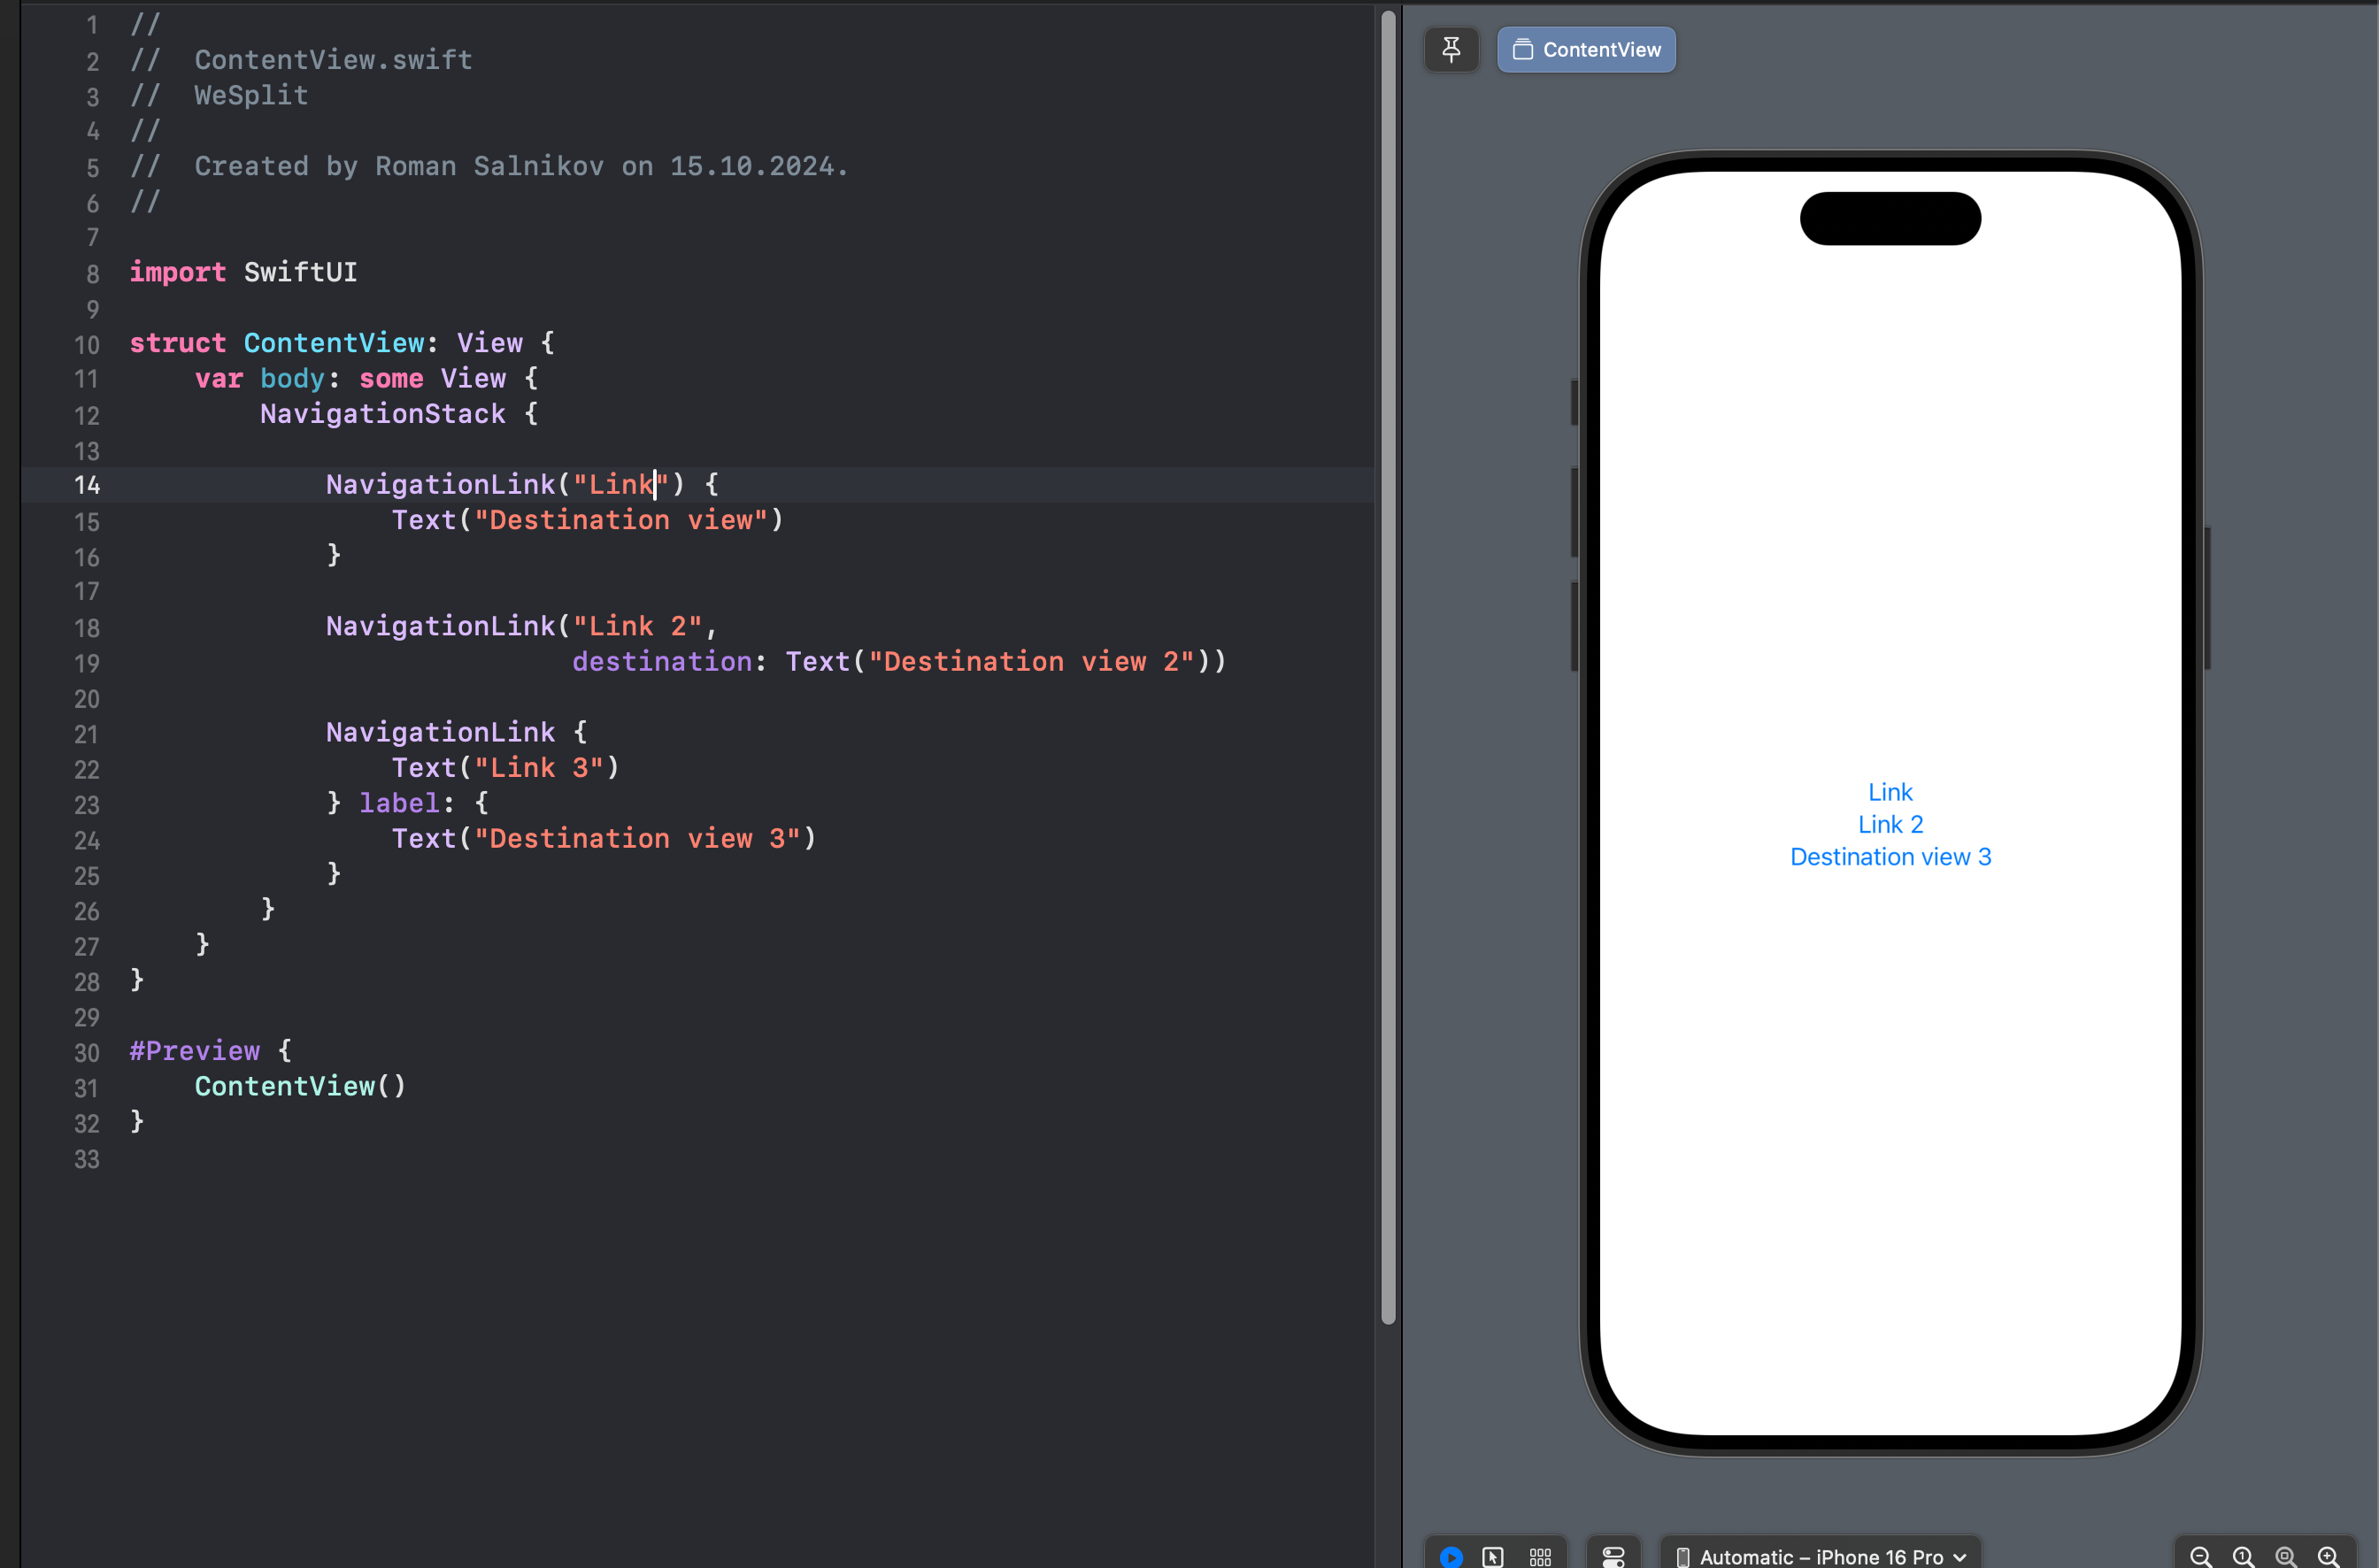 1 //
2 //  ContentView.swift
3 //  WeSplit
4 //
5 //  Created by Roman Salnikov on 15.10.2024.
6 //
7
8 import SwiftUI
9
10 struct ContentView: View {
11     var body: some View {
12         NavigationStack {
13
14             NavigationLink("Link") {
15                 Text("Destination view")
16             }
17
18             NavigationLink("Link 2",
19                            destination: Text("Destination view 2"))
20
21             NavigationLink {
22                 Text("Link 3")
23             } label: {
24                 Text("Destination view 3")
25             }
26         }
27     }
28 }
29
30 #Preview {
31     ContentView()
32 }
33
ContentView
Link
Link 2
Destination view 3
Automatic – iPhone 16 Pro